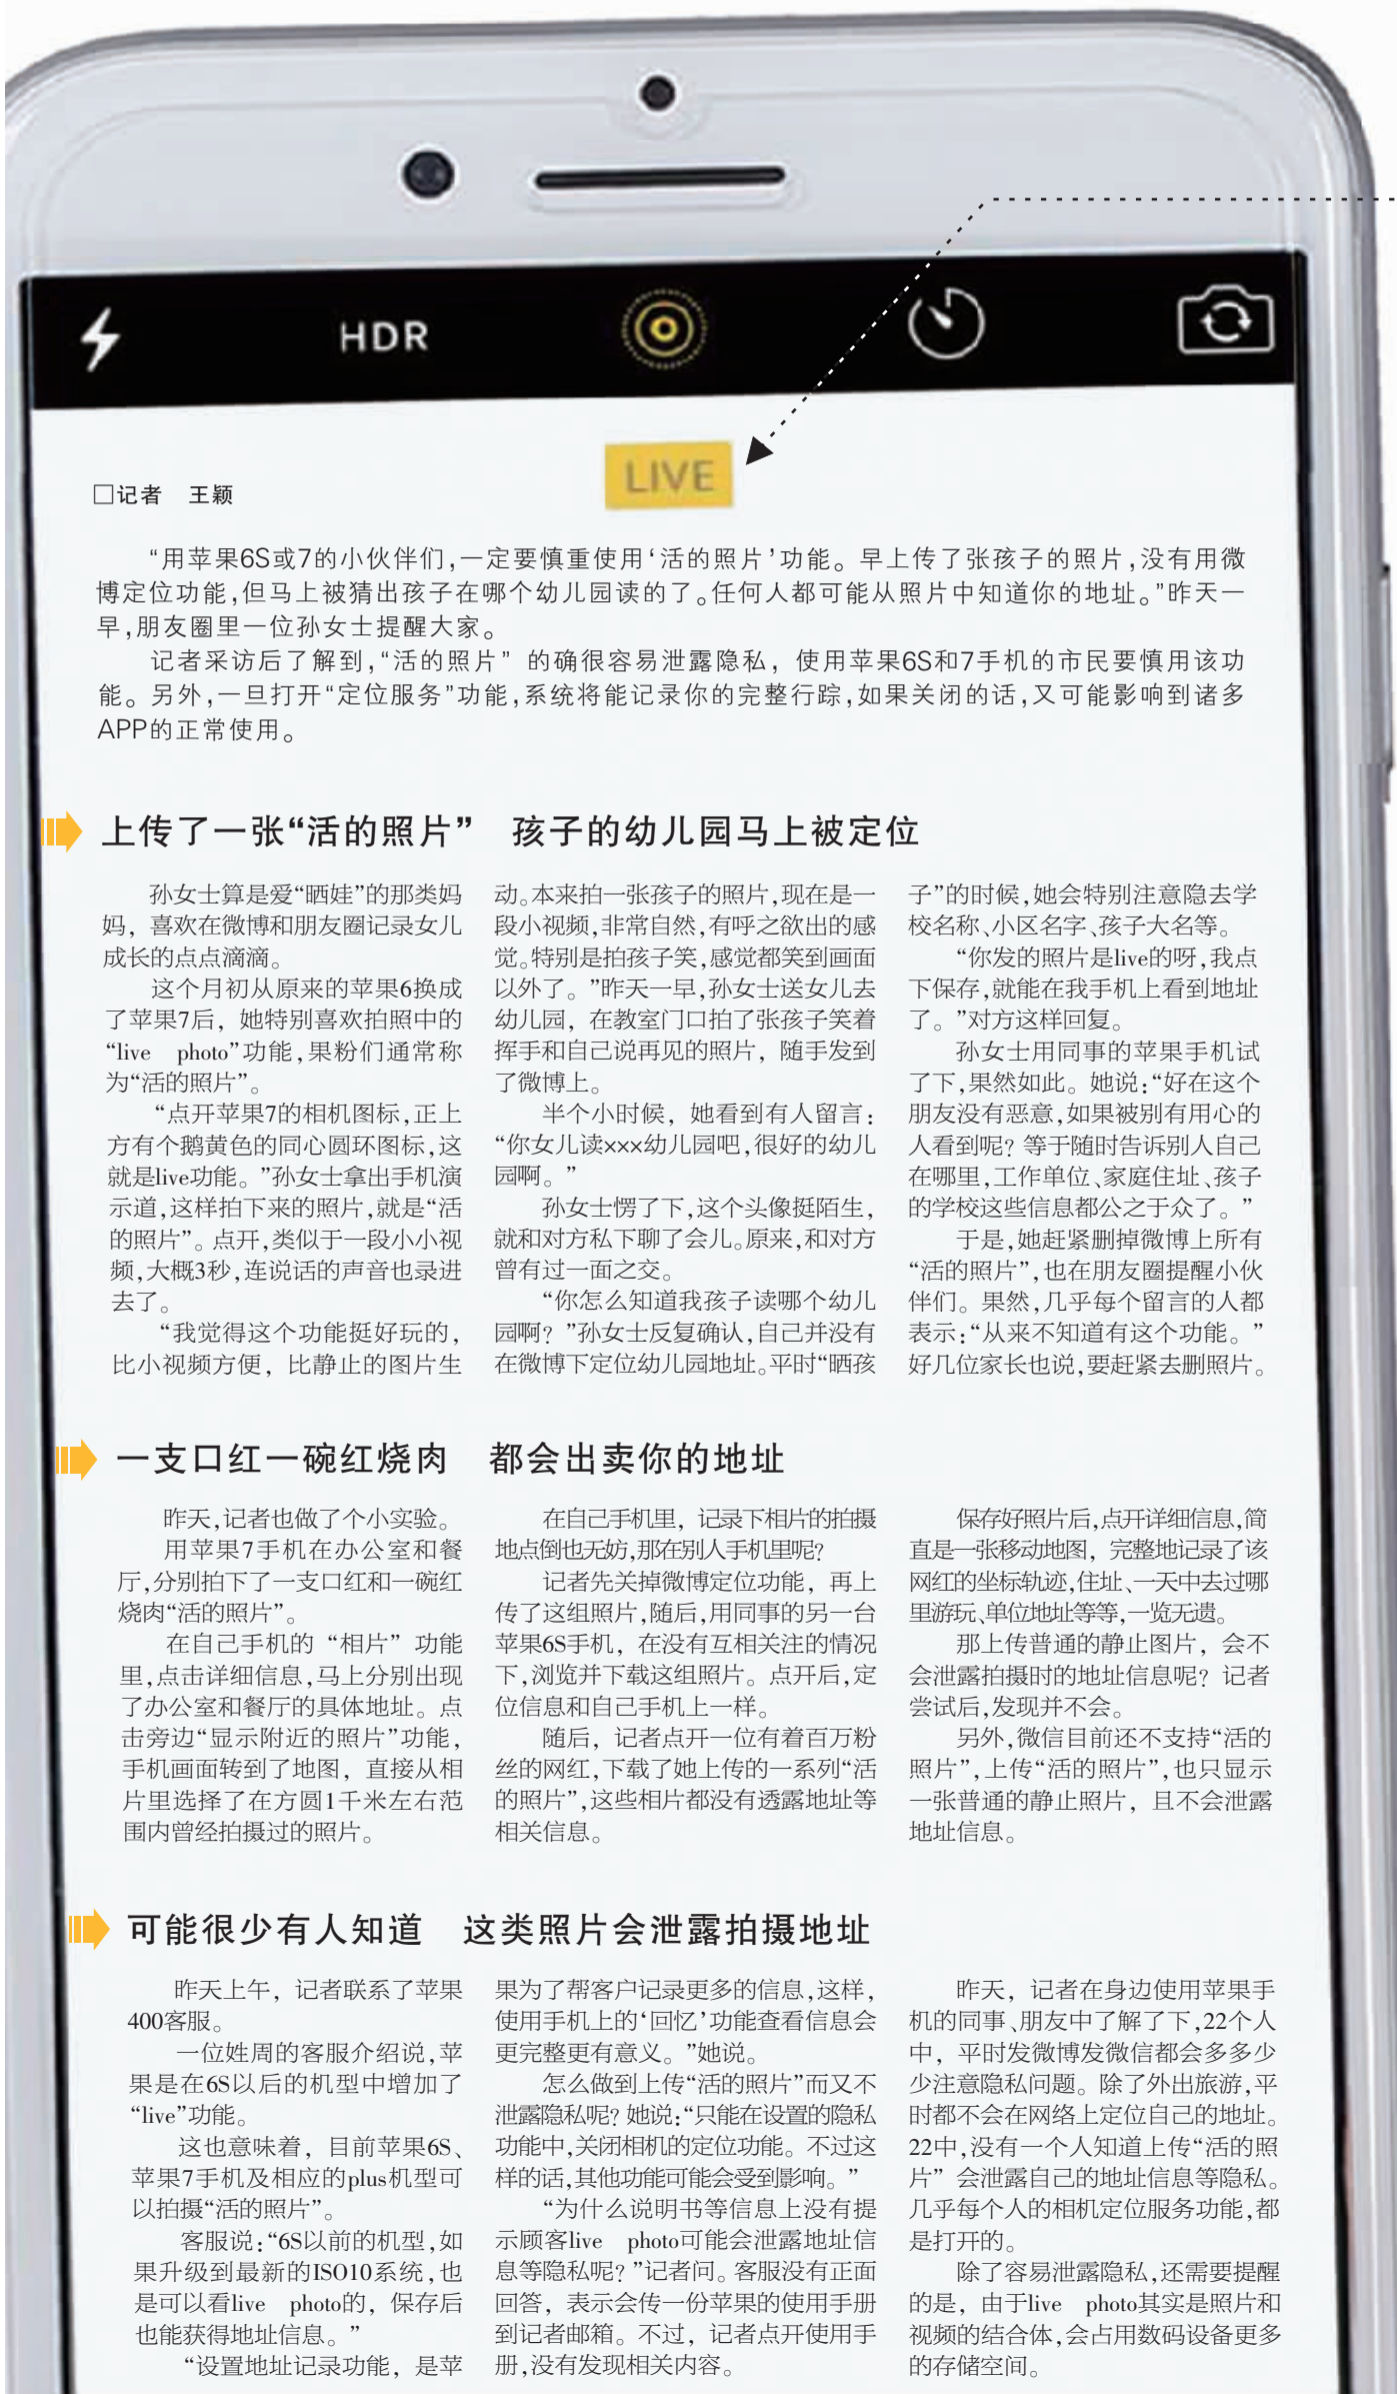 HDR
LIVE
□记者　王颖
“用苹果6S或7的小伙伴们,一定要慎重使用‘活的照片’功能。早上传了张孩子的照片,没有用微
博定位功能,但马上被猜出孩子在哪个幼儿园读的了。任何人都可能从照片中知道你的地址。”昨天一
早,朋友圈里一位孙女士提醒大家。
记者采访后了解到,“活的照片” 的确很容易泄露隐私，使用苹果6S和7手机的市民要慎用该功
能。另外,一旦打开“定位服务”功能,系统将能记录你的完整行踪,如果关闭的话,又可能影响到诸多
APP的正常使用。
上传了一张“活的照片”　孩子的幼儿园马上被定位
孙女士算是爱“晒娃”的那类妈
妈，喜欢在微博和朋友圈记录女儿
成长的点点滴滴。
这个月初从原来的苹果6换成
了苹果7后，她特别喜欢拍照中的
“live　photo”功能,果粉们通常称
为“活的照片”。
“点开苹果7的相机图标,正上
方有个鹅黄色的同心圆环图标,这
就是live功能。”孙女士拿出手机演
示道,这样拍下来的照片,就是“活
的照片”。点开,类似于一段小小视
频,大概3秒,连说话的声音也录进
去了。
“我觉得这个功能挺好玩的，
比小视频方便，比静止的图片生
动。本来拍一张孩子的照片,现在是一
段小视频,非常自然,有呼之欲出的感
觉。特别是拍孩子笑,感觉都笑到画面
以外了。”昨天一早,孙女士送女儿去
幼儿园，在教室门口拍了张孩子笑着
挥手和自己说再见的照片，随手发到
了微博上。
半个小时候，她看到有人留言：
“你女儿读×××幼儿园吧,很好的幼儿
园啊。”
孙女士愣了下,这个头像挺陌生，
就和对方私下聊了会儿。原来,和对方
曾有过一面之交。
“你怎么知道我孩子读哪个幼儿
园啊？”孙女士反复确认,自己并没有
在微博下定位幼儿园地址。平时“晒孩
子”的时候,她会特别注意隐去学
校名称、小区名字、孩子大名等。
“你发的照片是live的呀,我点
下保存,就能在我手机上看到地址
了。”对方这样回复。
孙女士用同事的苹果手机试
了下,果然如此。她说：“好在这个
朋友没有恶意,如果被别有用心的
人看到呢？等于随时告诉别人自己
在哪里,工作单位、家庭住址、孩子
的学校这些信息都公之于众了。”
于是,她赶紧删掉微博上所有
“活的照片”,也在朋友圈提醒小伙
伴们。果然,几乎每个留言的人都
表示：“从来不知道有这个功能。”
好几位家长也说,要赶紧去删照片。
一支口红一碗红烧肉　都会出卖你的地址
昨天,记者也做了个小实验。
用苹果7手机在办公室和餐
厅,分别拍下了一支口红和一碗红
烧肉“活的照片”。
在自己手机的“相片”功能
里,点击详细信息,马上分别出现
了办公室和餐厅的具体地址。点
击旁边“显示附近的照片”功能，
手机画面转到了地图，直接从相
片里选择了在方圆1千米左右范
围内曾经拍摄过的照片。
在自己手机里，记录下相片的拍摄
地点倒也无妨,那在别人手机里呢？
记者先关掉微博定位功能，再上
传了这组照片,随后,用同事的另一台
苹果6S手机，在没有互相关注的情况
下,浏览并下载这组照片。点开后,定
位信息和自己手机上一样。
随后，记者点开一位有着百万粉
丝的网红,下载了她上传的一系列“活
的照片”,这些相片都没有透露地址等
相关信息。
保存好照片后,点开详细信息,简
直是一张移动地图，完整地记录了该
网红的坐标轨迹,住址、一天中去过哪
里游玩、单位地址等等,一览无遗。
那上传普通的静止图片，会不
会泄露拍摄时的地址信息呢？记者
尝试后,发现并不会。
另外,微信目前还不支持“活的
照片”,上传“活的照片”,也只显示
一张普通的静止照片，且不会泄露
地址信息。
可能很少有人知道　这类照片会泄露拍摄地址
昨天上午，记者联系了苹果
400客服。
一位姓周的客服介绍说,苹
果是在6S以后的机型中增加了
“live”功能。
这也意味着，目前苹果6S、
苹果7手机及相应的plus机型可
以拍摄“活的照片”。
客服说：“6S以前的机型,如
果升级到最新的ISO10系统,也
是可以看live　photo的，保存后
也能获得地址信息。”
“设置地址记录功能，是苹
果为了帮客户记录更多的信息,这样，
使用手机上的‘回忆’功能查看信息会
更完整更有意义。”她说。
怎么做到上传“活的照片”而又不
泄露隐私呢？她说：“只能在设置的隐私
功能中,关闭相机的定位功能。不过这
样的话,其他功能可能会受到影响。”
“为什么说明书等信息上没有提
示顾客live　photo可能会泄露地址信
息等隐私呢？”记者问。客服没有正面
回答，表示会传一份苹果的使用手册
到记者邮箱。不过，记者点开使用手
册,没有发现相关内容。
昨天，记者在身边使用苹果手
机的同事、朋友中了解了下,22个人
中，平时发微博发微信都会多多少
少注意隐私问题。除了外出旅游,平
时都不会在网络上定位自己的地址。
22中,没有一个人知道上传“活的照
片” 会泄露自己的地址信息等隐私。
几乎每个人的相机定位服务功能,都
是打开的。
除了容易泄露隐私,还需要提醒
的是，由于live　photo其实是照片和
视频的结合体,会占用数码设备更多
的存储空间。